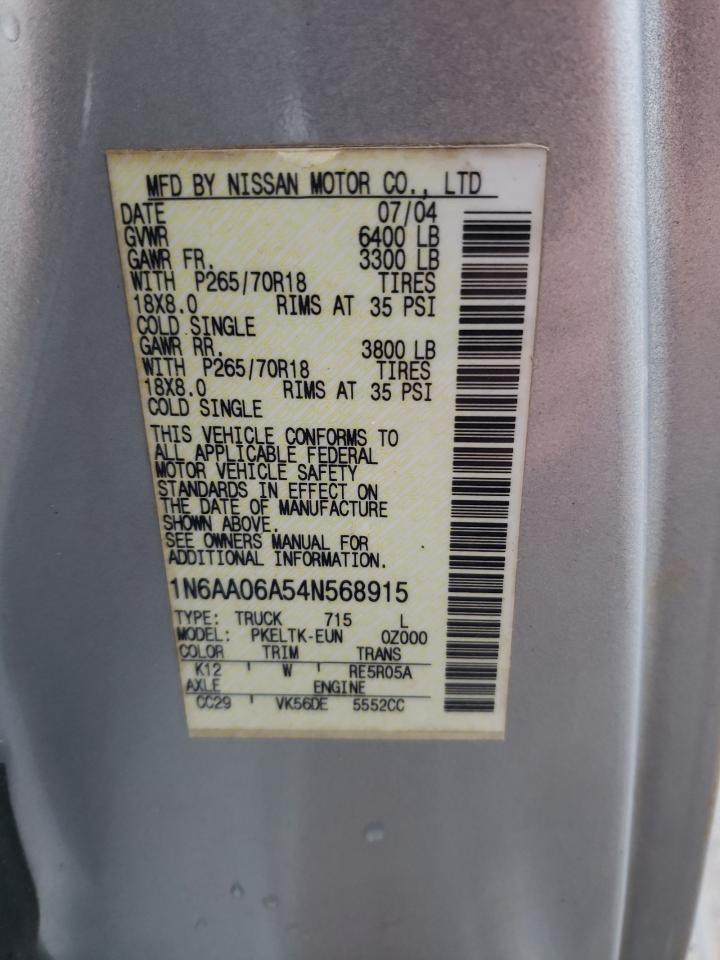 MFD BY NISSAN MOTOR CO., LTD
DATE 07/04
GVWR 6400 LB
GAWR FR. 3300 LB
WITH P265/70R18 TIRES
18X8.0 RIMS AT 35 PSI
COLD SINGLE
GAWR RR. 3800 LB
WITH P265/70R18 TIRES
18X8.0 RIMS AT 35 PSI
COLD SINGLE
THIS VEHICLE CONFORMS TO
ALL APPLICABLE FEDERAL
MOTOR VEHICLE SAFETY
STANDARDS IN EFFECT ON
THE DATE OF MANUFACTURE
SHOWN ABOVE.
SEE OWNERS MANUAL FOR
ADDITIONAL INFORMATION.
1N6AA06A54N568915
TYPE: TRUCK 715 L
MODEL: PKELTK-EUN 0Z000
COLOR TRIM TRANS
K12 ' W ' RE5R05A
AXLE ENGINE
CC29 ' VK56DE 5552CC